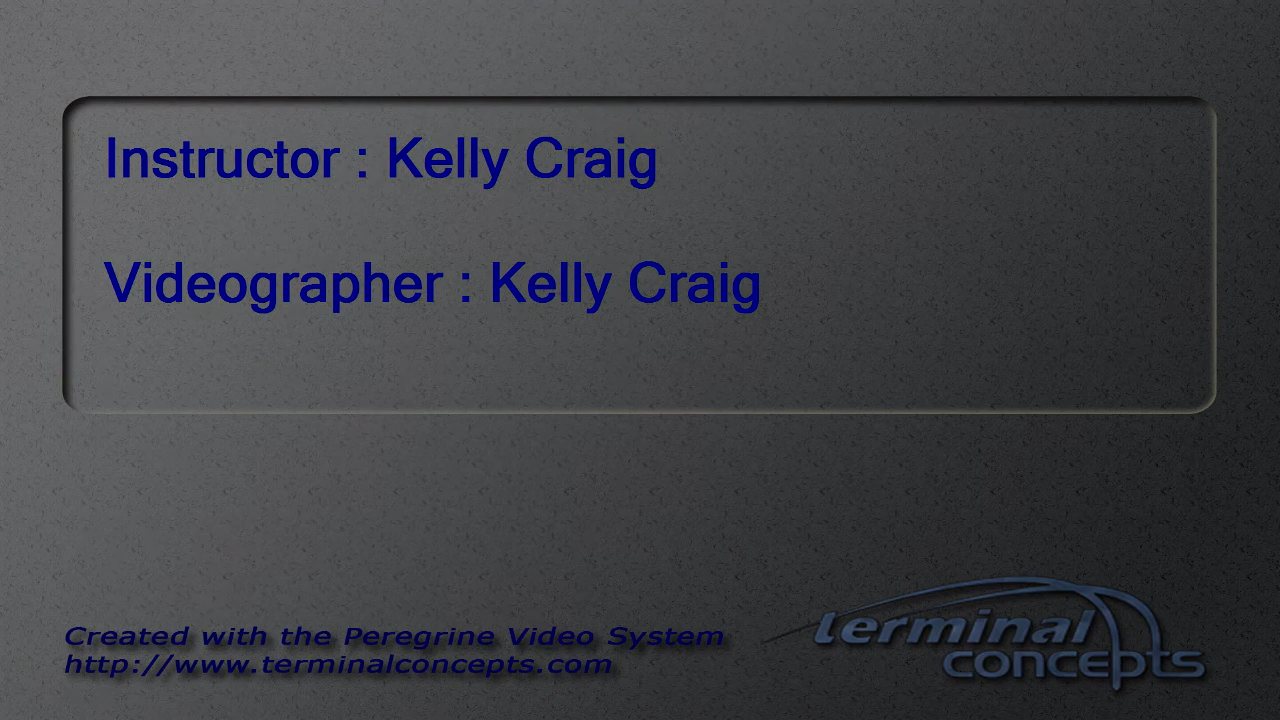 Instructor : Kelly Craig
Videographer : Kelly Craig
Created with the Peregrine Video System
http://www.terminalconcepts.com
terminal
concepts